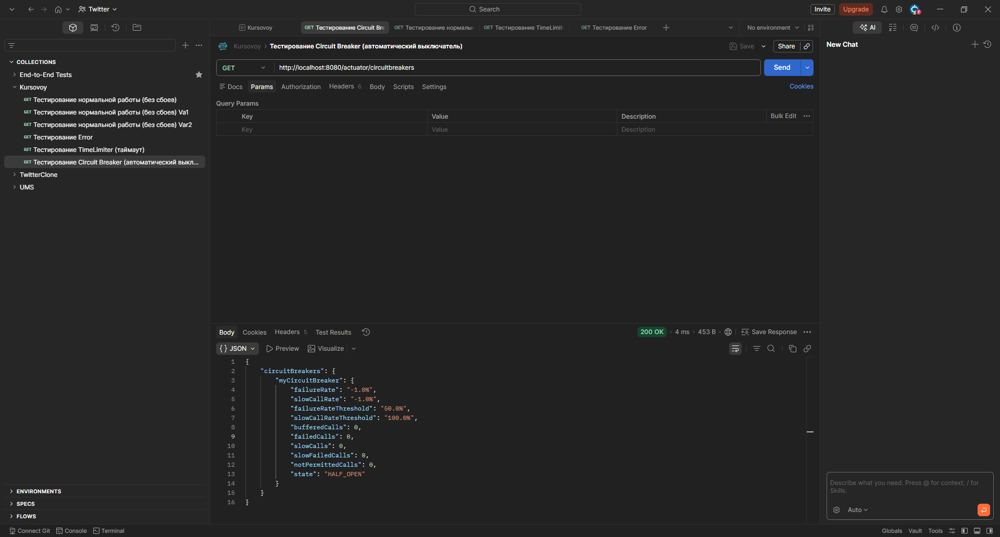 Twitter
Search
Invite
Upgrade
Kursovoy
GET Тестирование Circuit Bre
GET Тестирование нормальн
GET Тестирование TimeLimit
GET Тестирование Error
No environment
AI
Kursovoy > Тестирование Circuit Breaker (автоматический выключатель)
Save
Share
New Chat
COLLECTIONS
End-to-End Tests
Kursovoy
GET Тестирование нормальной работы (без сбоев)
GET Тестирование нормальной работы (без сбоев) Va1
GET Тестирование нормальной работы (без сбоев) Var2
GET Тестирование Error
GET Тестирование TimeLimiter (таймаут)
GET Тестирование Circuit Breaker (автоматический выкл...
TwitterClone
UMS
GET
http://localhost:8080/actuator/circuitbreakers
Send
Docs
Params
Authorization
Headers 6
Body
Scripts
Settings
Cookies
Query Params
Key
Value
Description
Bulk Edit
Key
Value
Description
Body
Cookies
Headers 5
Test Results
200 OK
4 ms
453 B
e.g. Save Response
{} JSON
Preview
Visualize
1 {
2 "circuitBreakers": {
3 "myCircuitBreaker": {
4 "failureRate": "-1.0%",
5 "slowCallRate": "-1.0%",
6 "failureRateThreshold": "50.0%",
7 "slowCallRateThreshold": "100.0%",
8 "bufferedCalls": 0,
9 "failedCalls": 0,
10 "slowCalls": 0,
11 "slowFailedCalls": 0,
12 "notPermittedCalls": 0,
13 "state": "HALF_OPEN"
14 }
15 }
16 }
ENVIRONMENTS
SPECS
FLOWS
Describe what you need. Press @ for context, / for
Skills.
Auto
Connect Git
Console
Terminal
Globals
Vault
Tools